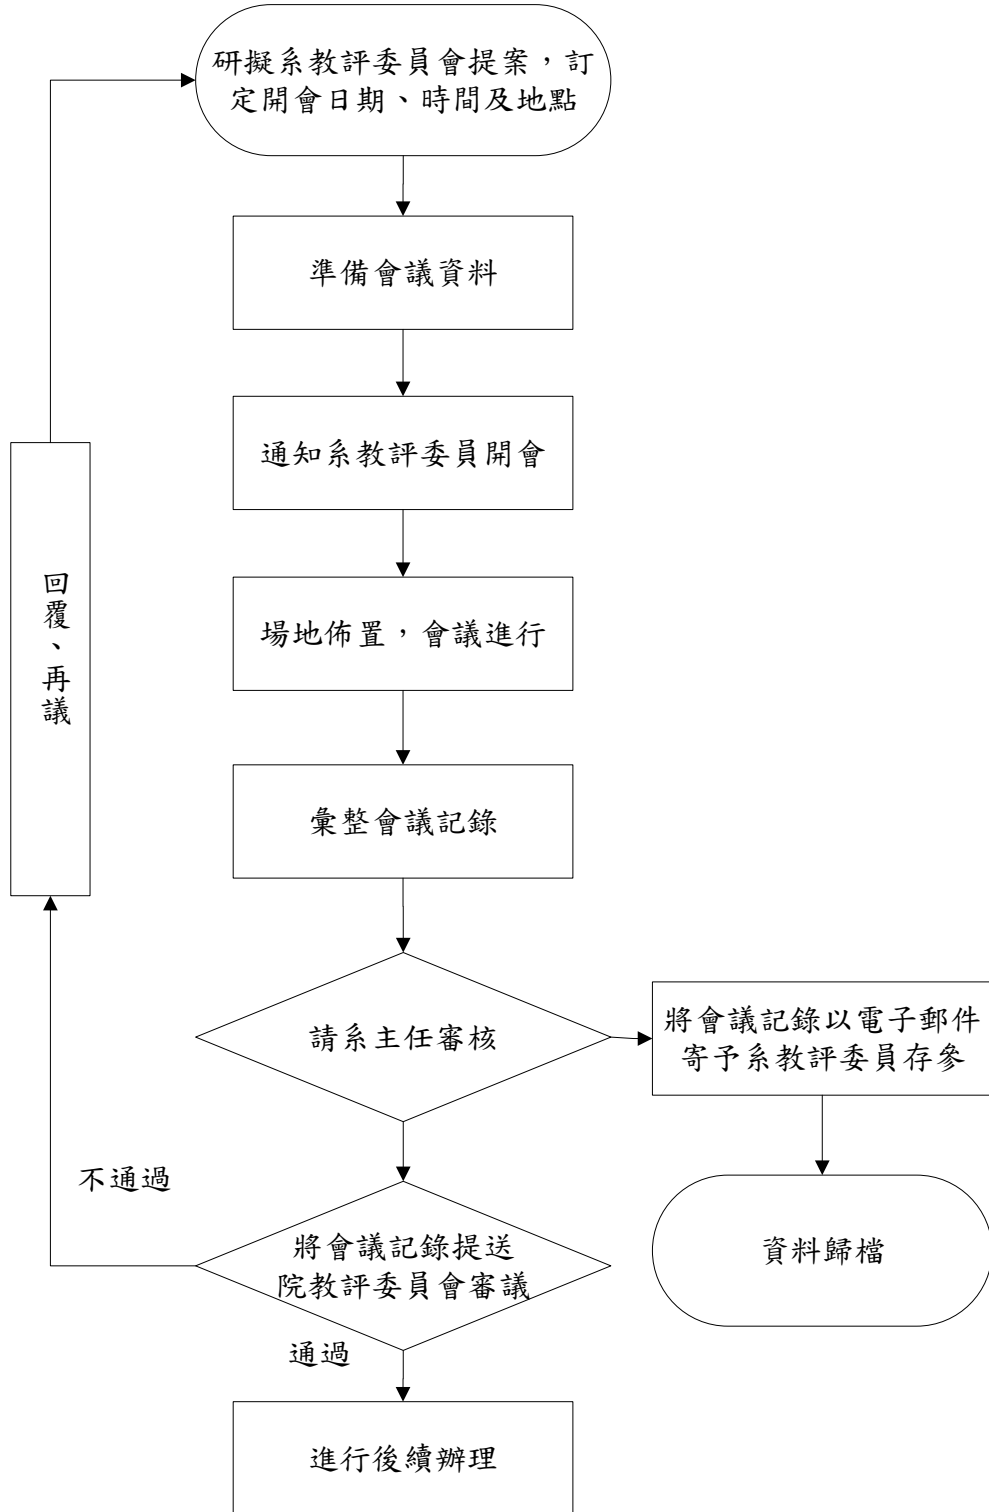 研擬系教評委員會提案，訂
定開會日期、時間及地點
準備會議資料
通知系教評委員開會
場地佈置，會議進行
回覆、再議
彙整會議記錄
請系主任審核
將會議記錄以電子郵件
寄予系教評委員存參
不通過
將會議記錄提送
院教評委員會審議
資料歸檔
通過
進行後續辦理